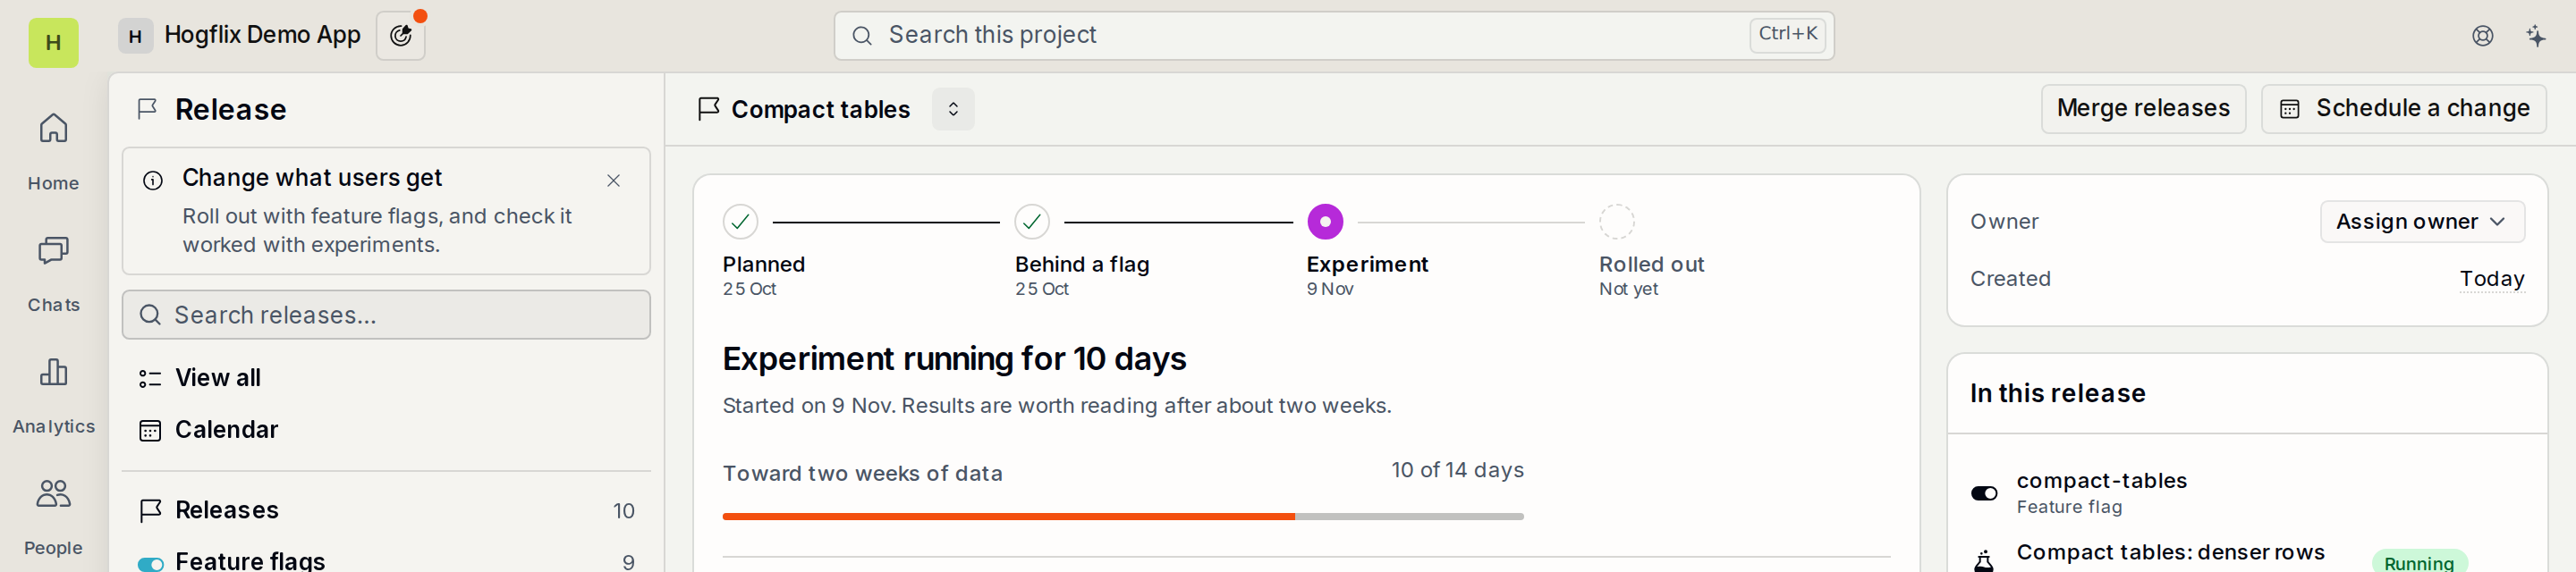 H
H Hogflix Demo App
Search this project
Ctrl+K
Home
Chats
Analytics
People
Release
Change what users get
Roll out with feature flags, and check it
worked with experiments.
Search releases...
View all
Calendar
Releases 10
Feature flags 9
Compact tables
Merge releases
Schedule a change
Planned
25 Oct
Behind a flag
25 Oct
Experiment
9 Nov
Rolled out
Not yet
Experiment running for 10 days
Started on 9 Nov. Results are worth reading after about two weeks.
Toward two weeks of data
10 of 14 days
Owner
Assign owner
Created
Today
In this release
compact-tables
Feature flag
Compact tables: denser rows
Running